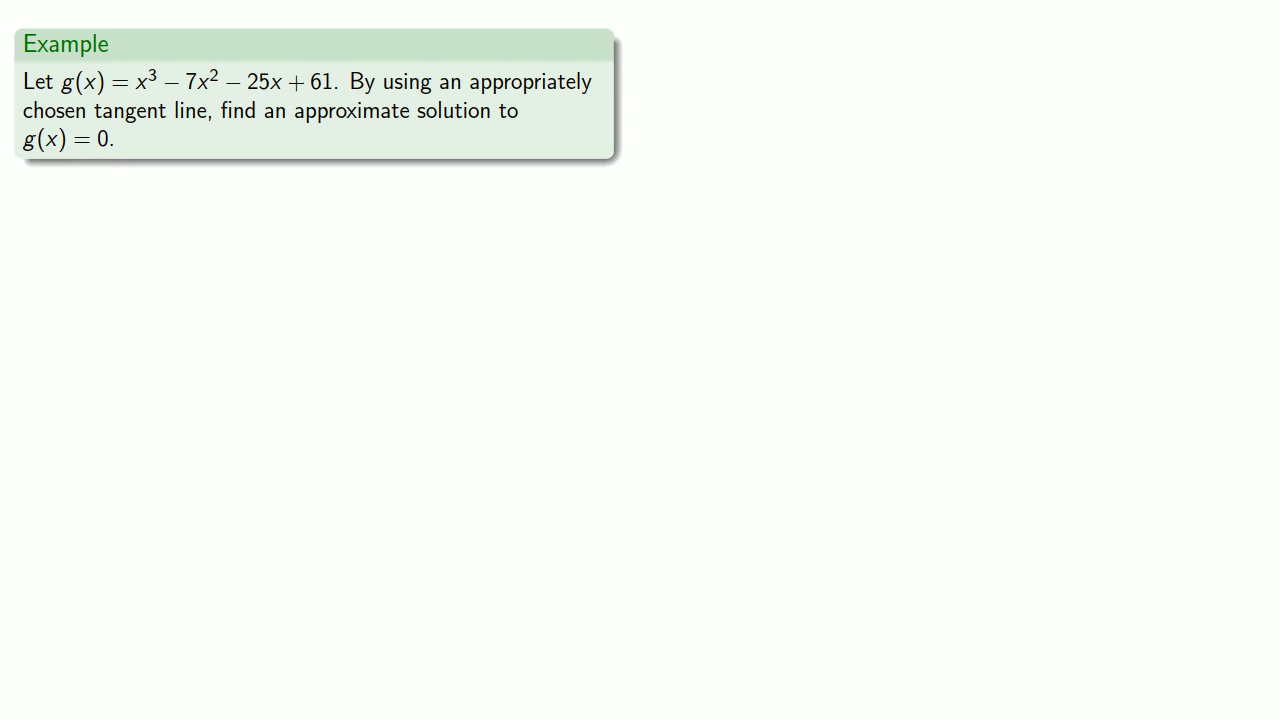 Example
Let g(x) = x³ − 7x² − 25x + 61. By using an appropriately
chosen tangent line, find an approximate solution to
g(x) = 0.